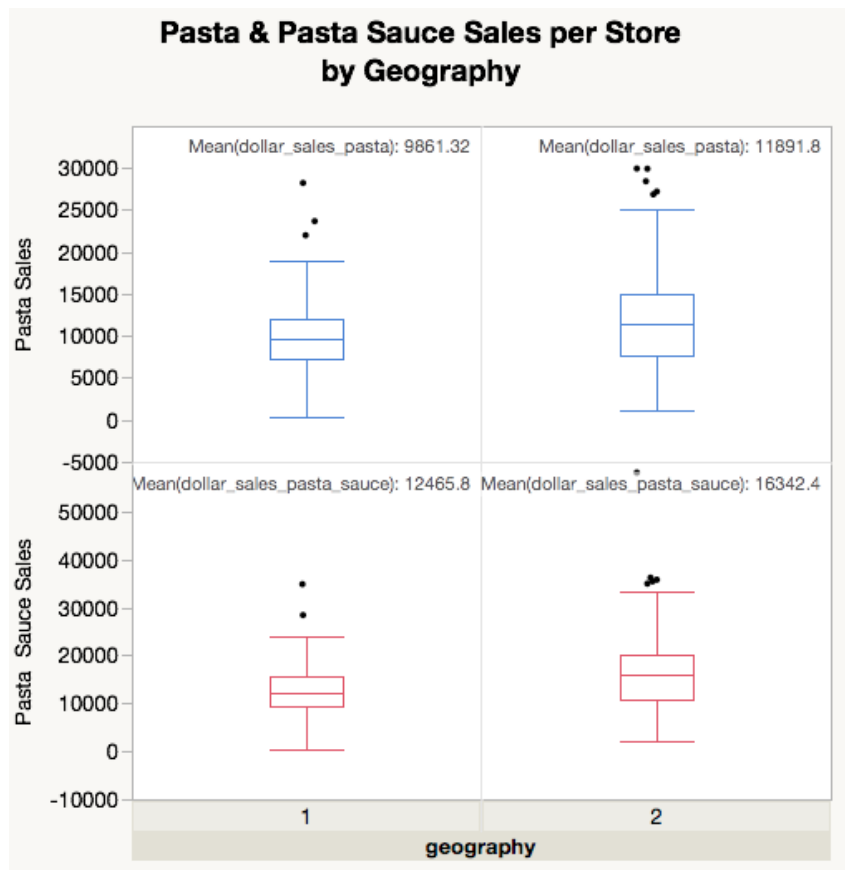 Pasta & Pasta Sauce Sales per Store
by Geography
Mean(dollar_sales_pasta): 9861.32
Mean(dollar_sales_pasta): 11891.8
Pasta Sales
30000
25000
20000
15000
10000
5000
0
-5000
Mean(dollar_sales_pasta_sauce): 12465.8
Mean(dollar_sales_pasta_sauce): 16342.4
Pasta Sauce Sales
50000
40000
30000
20000
10000
0
-10000
1
2
geography